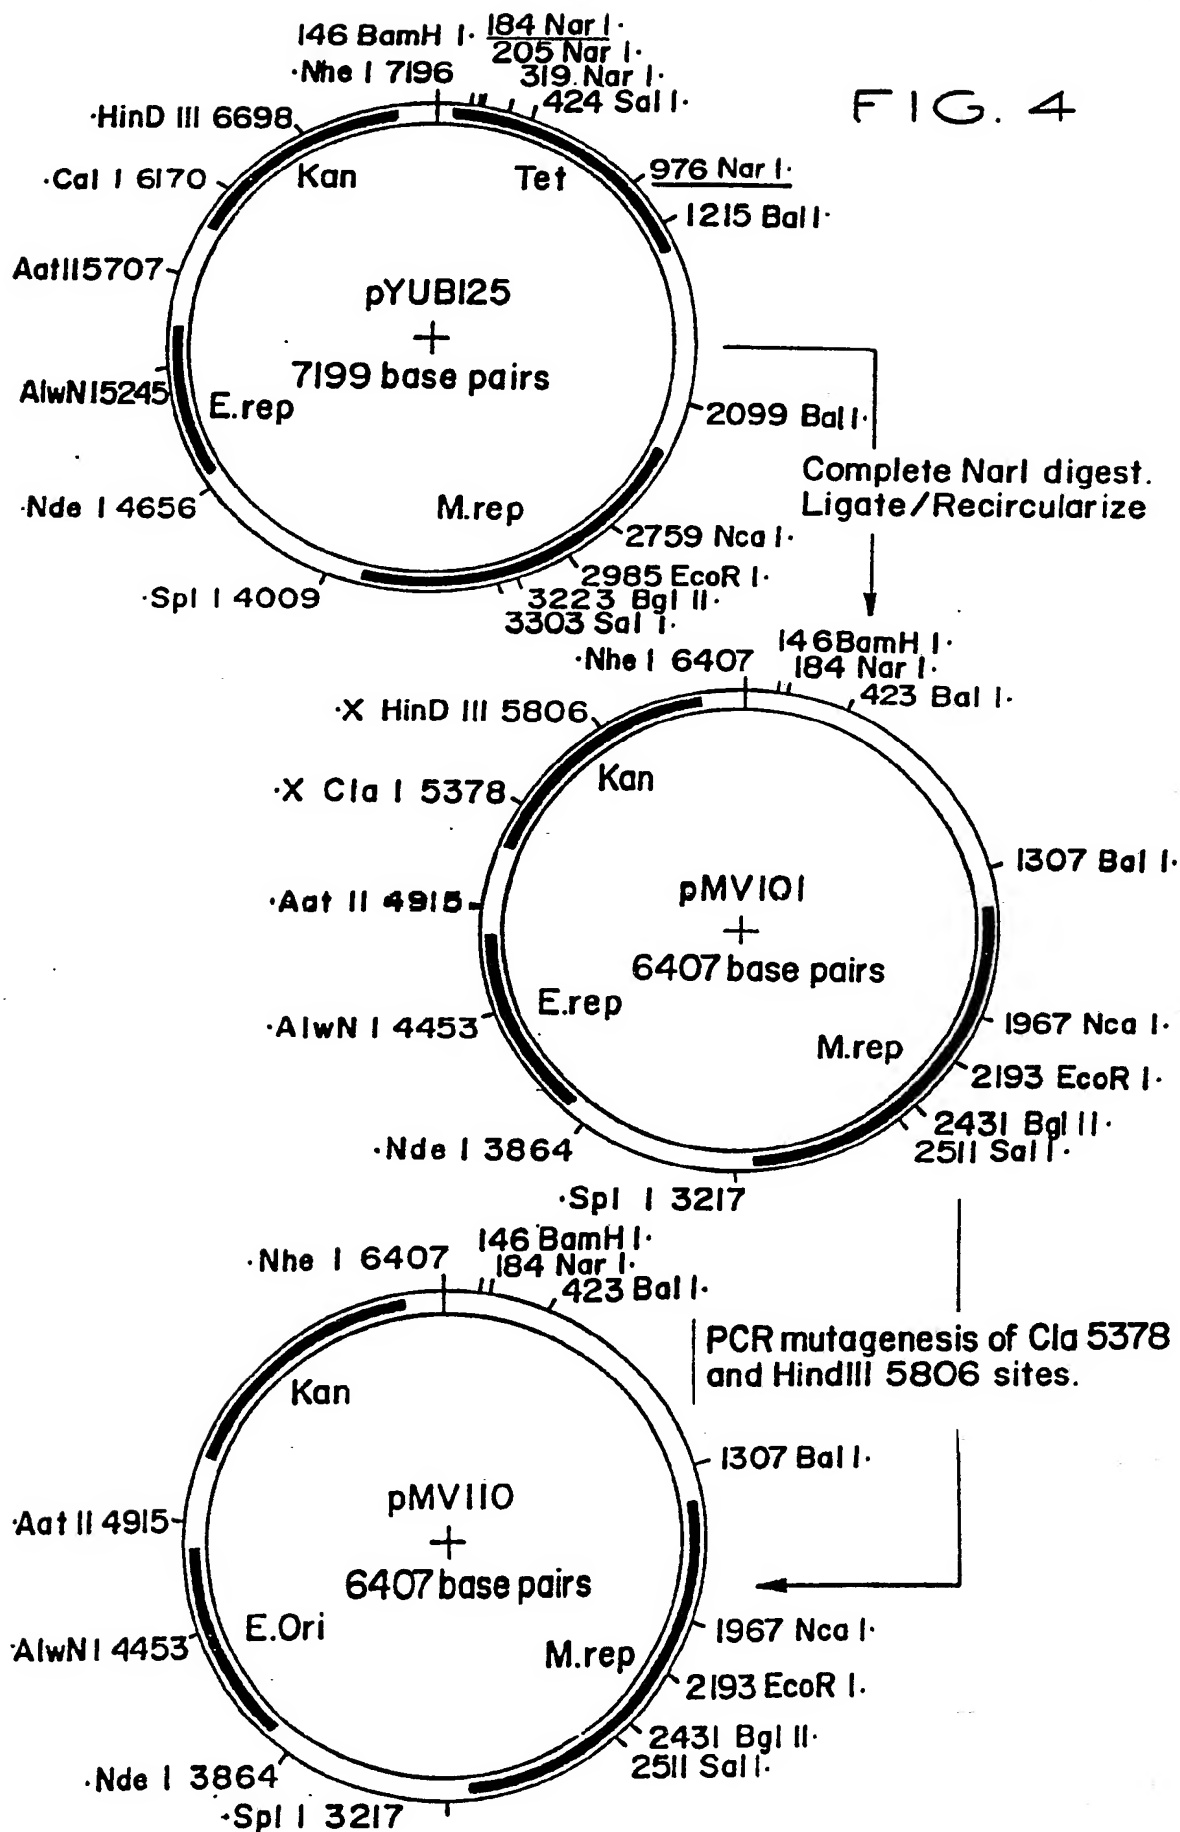 FIG. 4
146 BamH I· 184 Nar I·
205 Nar I·
·Nhe I 7196
319 Nar I·
424 Sal I·
·HinD III 6698
·Cal I 6170
Kan
Tet
976 Nar I·
1215 Bal I·
AatII5707
pYUB125
+
7199 base pairs
AlwN15245
E.rep
2099 Bal I·
M.rep
·Nde I 4656
2759 Nca I·
2985 EcoR I·
3223 Bgl II·
3303 Sal I·
·Spl I 4009
Complete NarI digest.
Ligate/Recircularize
·Nhe I 6407
146BamH I·
184 Nar I·
423 Bal I·
·X HinD III 5806
Kan
·X Cla I 5378
1307 Bal I·
·Aat II 4915
pMV101
+
6407 base pairs
E.rep
·AlwN I 4453
M.rep
1967 Nca I·
2193 EcoR I·
2431 Bgl II·
2511 Sal I·
·Nde I 3864
·Spl I 3217
PCR mutagenesis of Cla 5378
and HindIII 5806 sites.
·Nhe I 6407
146 BamH I·
184 Nar I·
423 Bal I·
Kan
1307 Bal I·
·Aat II 4915
pMV110
+
6407 base pairs
E.Ori
·AlwN I 4453
M.rep
1967 Nca I·
2193 EcoR I·
2431 Bgl II·
2511 Sal I·
·Nde I 3864
·Spl I 3217